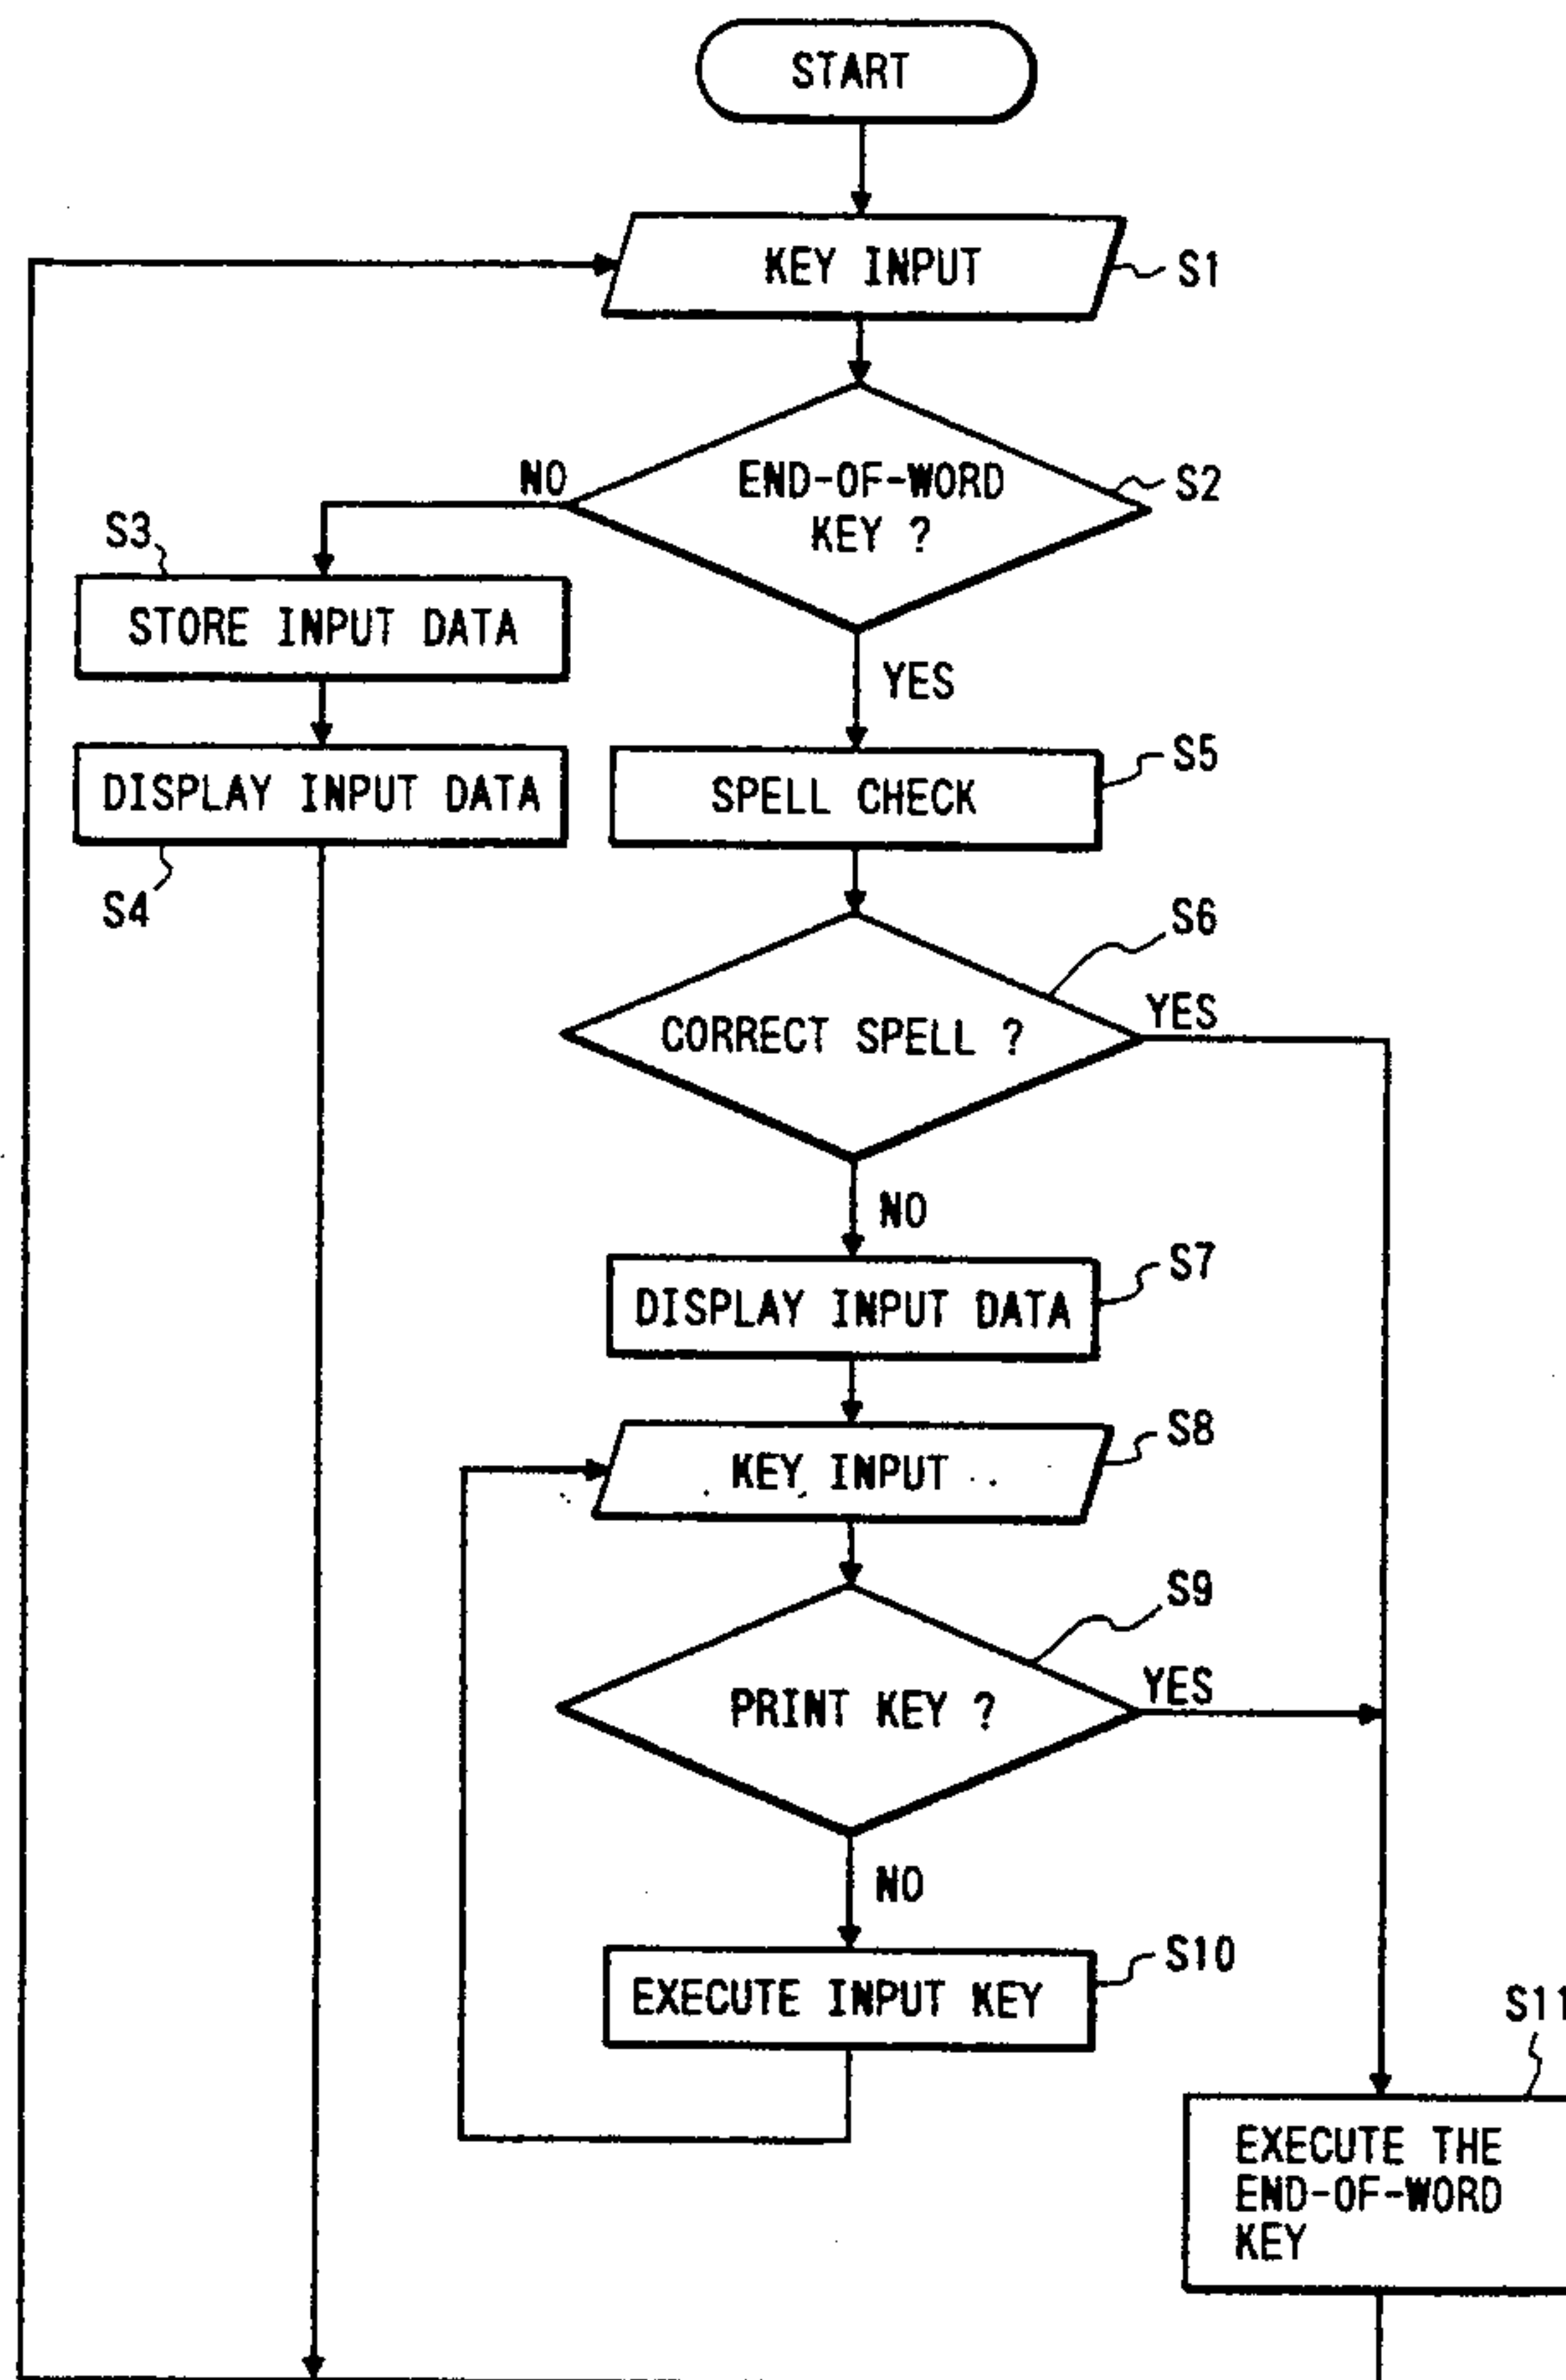 START
KEY INPUT
S1
END-OF-WORD
KEY ?
S2
NO
YES
S3
STORE INPUT DATA
DISPLAY INPUT DATA
S4
SPELL CHECK
S5
CORRECT SPELL ?
S6
YES
NO
DISPLAY INPUT DATA
S7
KEY INPUT
S8
PRINT KEY ?
S9
YES
NO
EXECUTE INPUT KEY
S10
S11
EXECUTE THE
END-OF-WORD
KEY